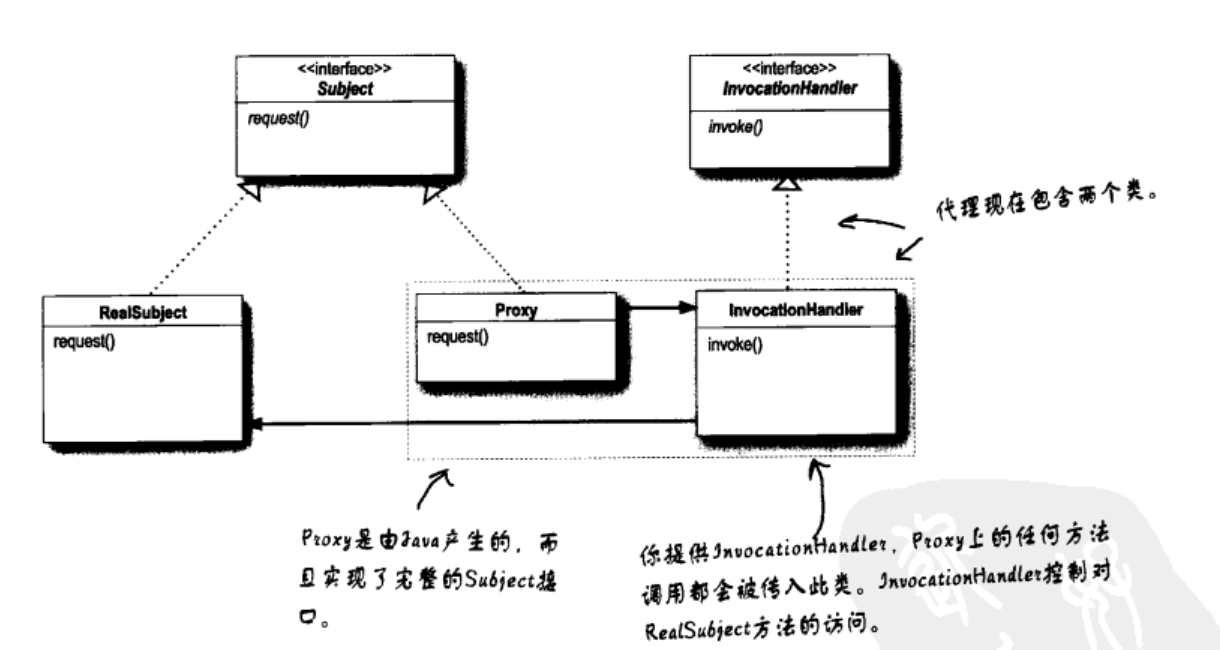 <<interface>>
Subject
request()
<<interface>>
InvocationHandler
invoke()
代理现在包含两个类。
RealSubject
request()
Proxy
request()
InvocationHandler
invoke()
Proxy是由Java产生的，而
且实现了完整的Subject接
口。
你提供InvocationHandler，Proxy上的任何方法
调用都会被传入此类。InvocationHandler控制对
RealSubject方法的访问。